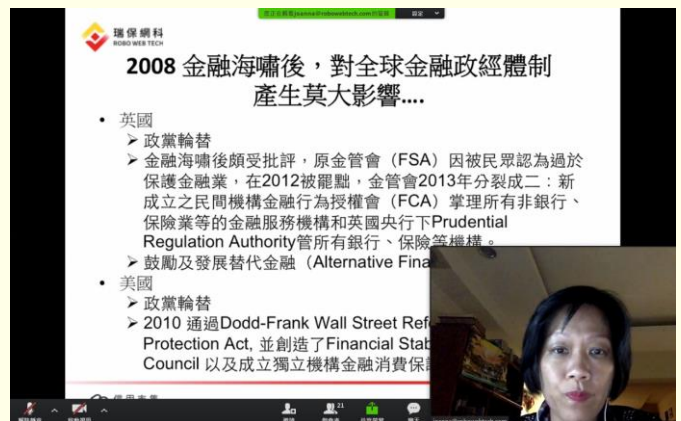 瑞保網科
ROBO WEB TECH
2008 金融海嘯後，對全球金融政經體制
產生莫大影響....
• 英國
➢ 政黨輪替
➢ 金融海嘯後頗受批評，原金管會（FSA）因被民眾認為過於
保護金融業，在2012被罷黜，金管會2013年分裂成二：新
成立之民間機構金融行為授權會（FCA）掌理所有非銀行、
保險業等的金融服務機構和英國央行下Prudential
Regulation Authority管所有銀行、保險等機構。
➢ 鼓勵及發展替代金融（Alternative Fina
• 美國
➢ 政黨輪替
➢ 2010 通過Dodd-Frank Wall Street Refo
Protection Act, 並創造了Financial Stab
Council 以及成立獨立機構金融消費保
21